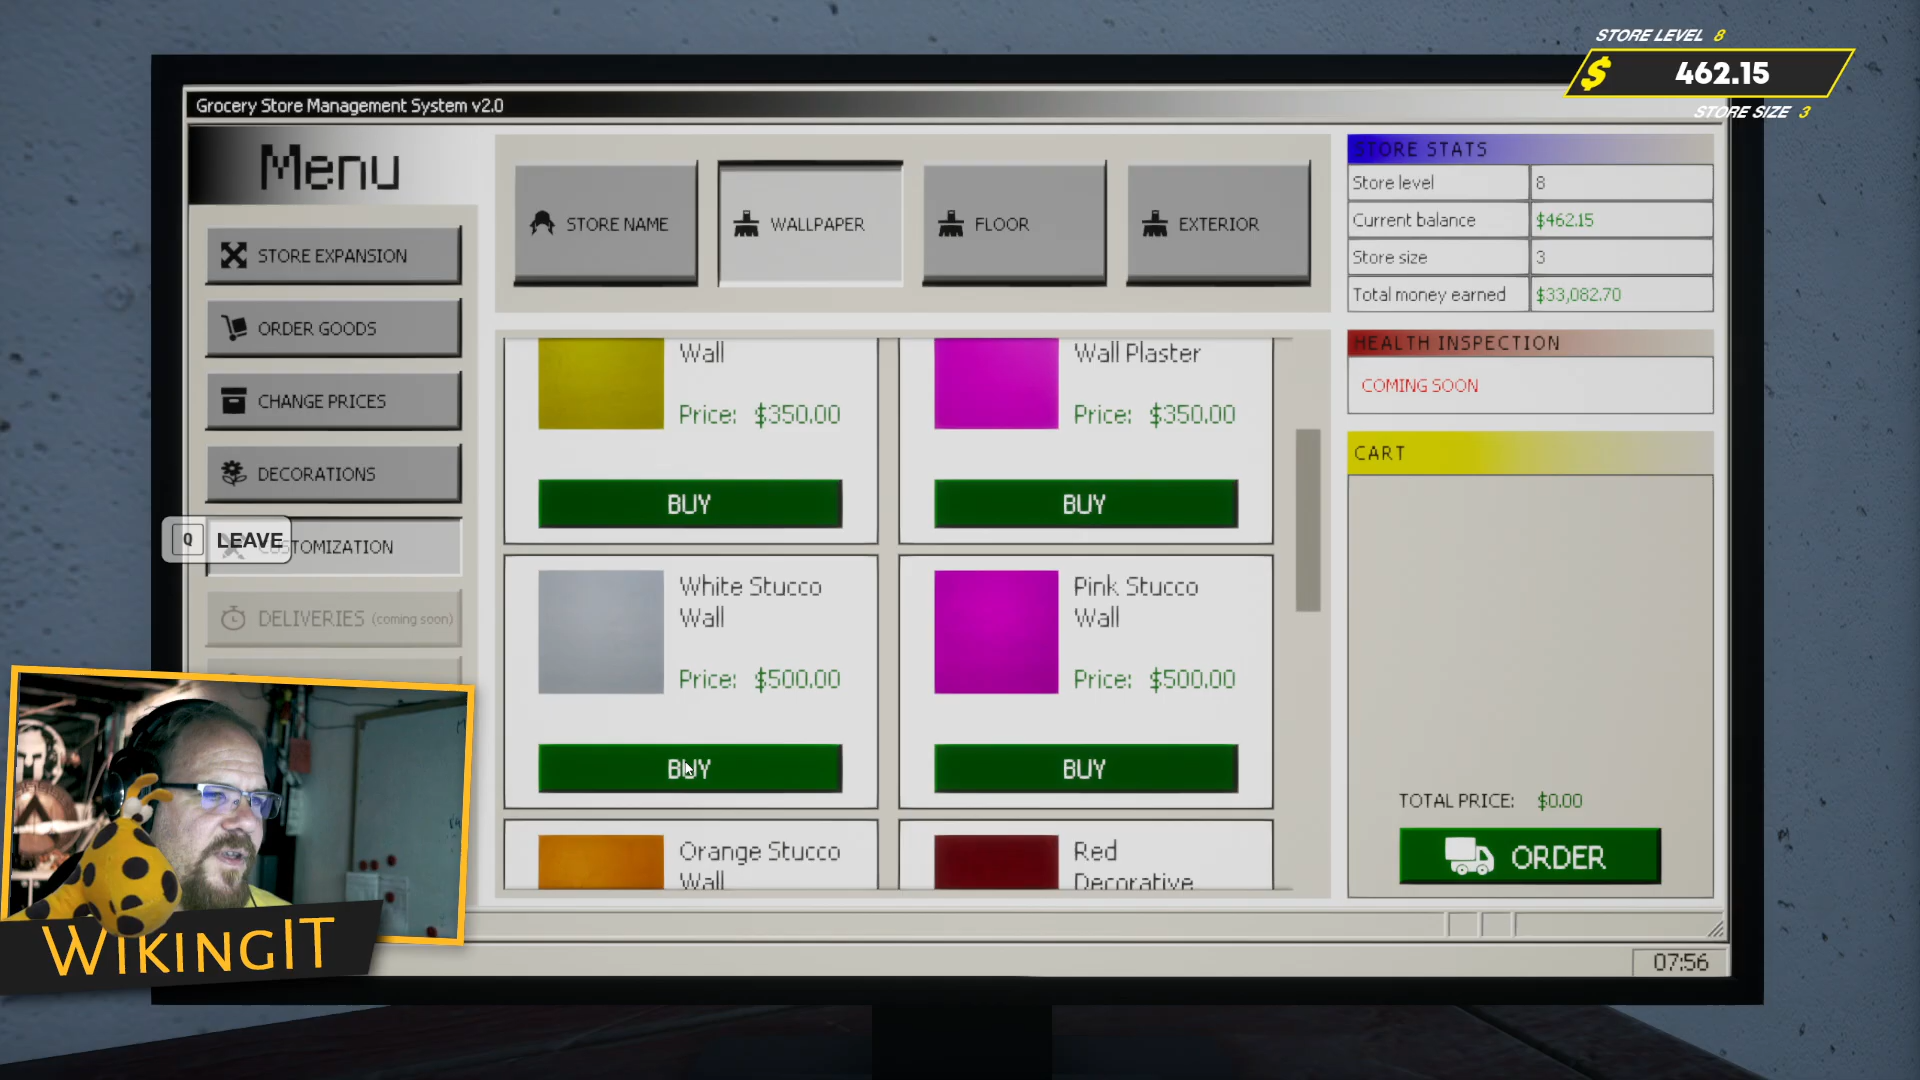 STORE LEVEL 8
$ 462.15
STORE SIZE 3
Grocery Store Management System v2.0
Menu
STORE EXPANSION
ORDER GOODS
CHANGE PRICES
DECORATIONS
Q LEAVE
CUSTOMIZATION
DELIVERIES (coming soon)
STORE NAME
WALLPAPER
FLOOR
EXTERIOR
Wall
Price: $350.00
BUY
Wall Plaster
Price: $350.00
BUY
White Stucco
Wall
Price: $500.00
BUY
Pink Stucco
Wall
Price: $500.00
BUY
Orange Stucco
Wall
Red
Decorative
STORE STATS
Store level 8
Current balance $462.15
Store size 3
Total money earned $33,082.70
HEALTH INSPECTION
COMING SOON
CART
TOTAL PRICE: $0.00
ORDER
07:56
WIKINGIT